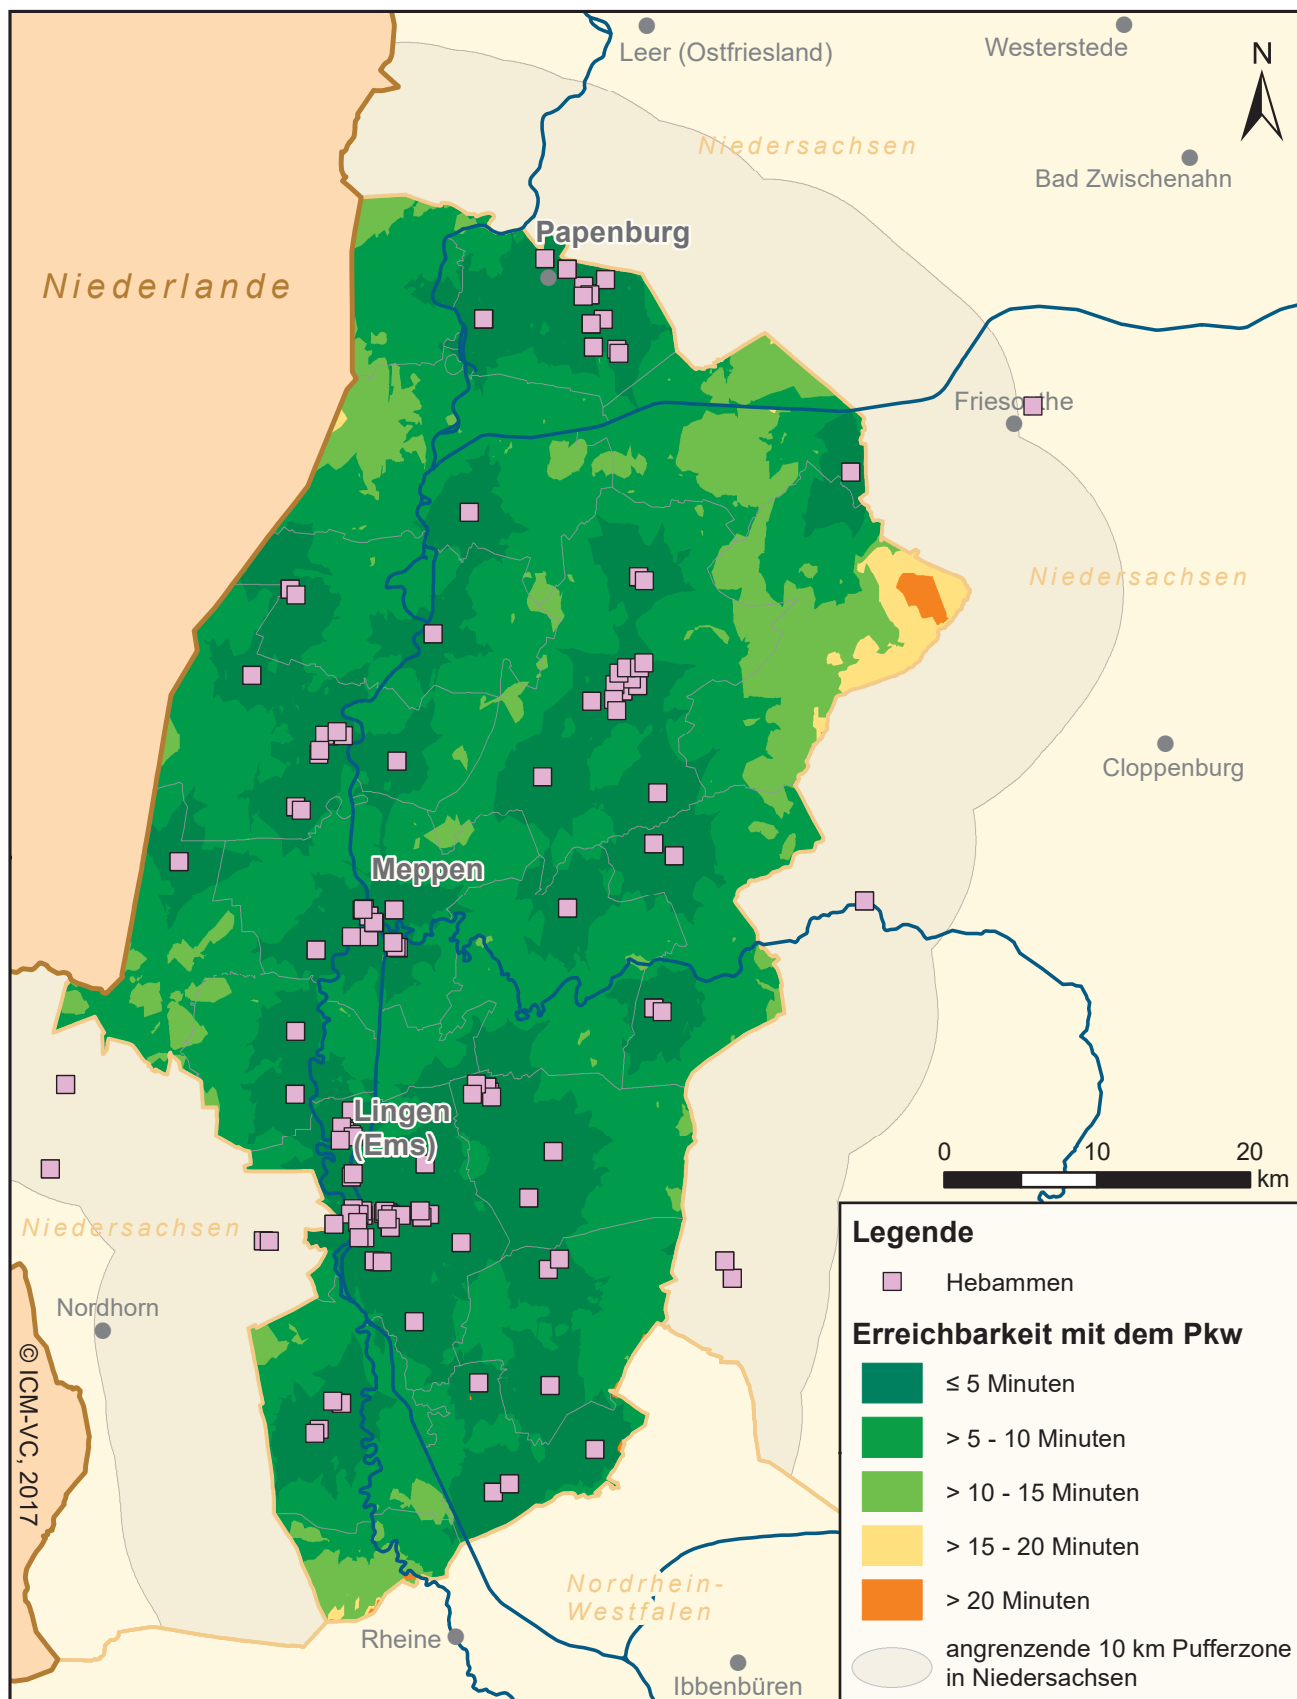 Leer (Ostfriesland)
Westerstede
N
Niedersachsen
Bad Zwischenahn
Papenburg
Niederlande
Friesoythe
Niedersachsen
Cloppenburg
Meppen
Lingen
(Ems)
0 10 20
km
Niedersachsen
Nordhorn
© ICM-VC, 2017
Nordrhein-
Westfalen
Rheine
Ibbenbüren
Legende
Hebammen
Erreichbarkeit mit dem Pkw
≤ 5 Minuten
> 5 - 10 Minuten
> 10 - 15 Minuten
> 15 - 20 Minuten
> 20 Minuten
angrenzende 10 km Pufferzone
in Niedersachsen